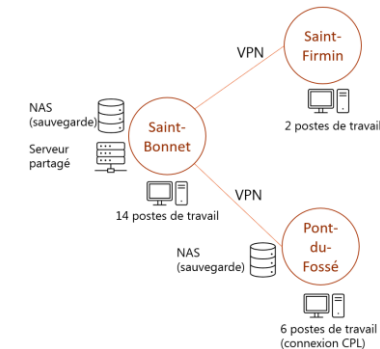 VPN
Saint-
Firmin
2 postes de travail
NAS
(sauvegarde)
Serveur
partagé
Saint-
Bonnet
14 postes de travail
VPN
NAS
(sauvegarde)
Pont-
du-
Fossé
6 postes de travail
(connexion CPL)